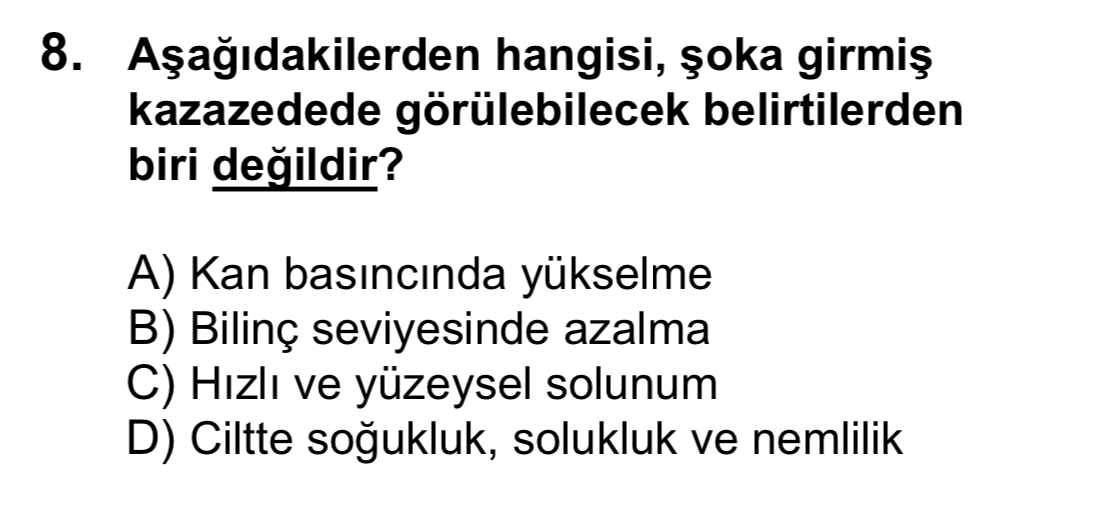 8. Aşağıdakilerden hangisi, şoka girmiş
kazazedede görülebilecek belirtilerden
biri değildir?
A) Kan basıncında yükselme
B) Bilinç seviyesinde azalma
C) Hızlı ve yüzeysel solunum
D) Ciltte soğukluk, solukluk ve nemlilik